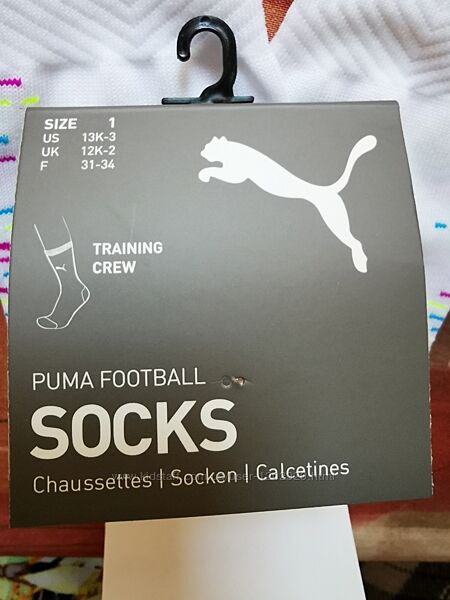 SIZE 1
US 13K-3
UK 12K-2
F 31-34
TRAINING
CREW
PUMA FOOTBALL
SOCKS
Chaussettes | Socken | Calcetines